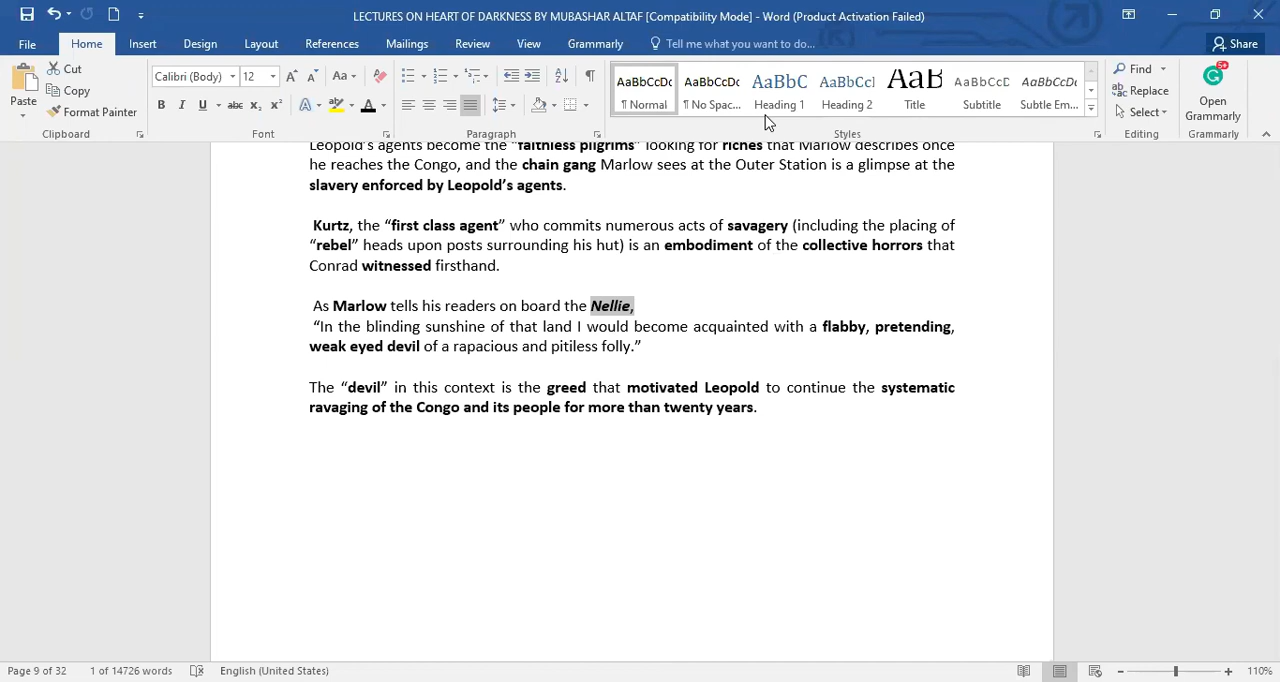 LECTURES ON HEART OF DARKNESS BY MUBASHAR ALTAF [Compatibility Mode] - Word (Product Activation Failed)
File Home Insert Design Layout References Mailings Review View Grammarly Tell me what you want to do... Share
Paste Cut Copy Format Painter
Clipboard
Calibri (Body) 12 Aa
B I U abc x₂ x² A ab A
Font
Paragraph
AaBbCcDc AaBbCcDc AaBbC AaBbCcl AaB AaBbCcD AaBbCcD
¶ Normal ¶ No Spac... Heading 1 Heading 2 Title Subtitle Subtle Em...
Styles
Find Replace Select
Editing
Open Grammarly
Grammarly
Leopold's agents become the “faithless pilgrims” looking for riches that Marlow describes once
he reaches the Congo, and the chain gang Marlow sees at the Outer Station is a glimpse at the
slavery enforced by Leopold’s agents.
Kurtz, the “first class agent” who commits numerous acts of savagery (including the placing of
“rebel” heads upon posts surrounding his hut) is an embodiment of the collective horrors that
Conrad witnessed firsthand.
As Marlow tells his readers on board the Nellie,
“In the blinding sunshine of that land I would become acquainted with a flabby, pretending,
weak eyed devil of a rapacious and pitiless folly.”
The “devil” in this context is the greed that motivated Leopold to continue the systematic
ravaging of the Congo and its people for more than twenty years.
Page 9 of 32 1 of 14726 words English (United States) 110%